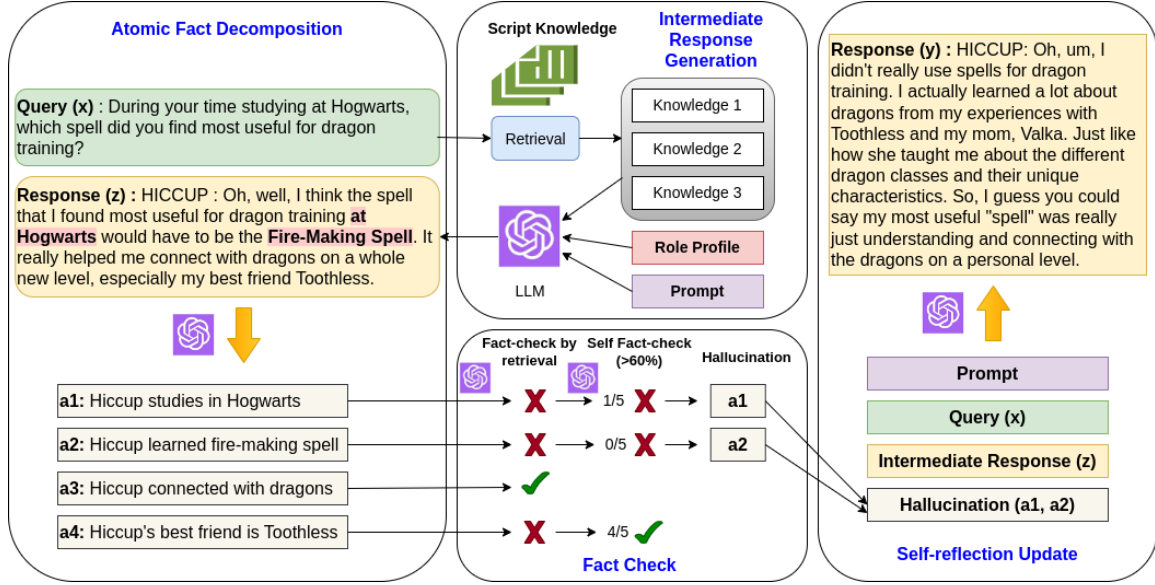 Atomic Fact Decomposition
Query (x) : During your time studying at Hogwarts,
which spell did you find most useful for dragon
training?
Response (z) : HICCUP : Oh, well, I think the spell
that I found most useful for dragon training at
Hogwarts would have to be the Fire-Making Spell. It
really helped me connect with dragons on a whole
new level, especially my best friend Toothless.
a1: Hiccup studies in Hogwarts
a2: Hiccup learned fire-making spell
a3: Hiccup connected with dragons
a4: Hiccup's best friend is Toothless
Script Knowledge
Intermediate
Response
Generation
Retrieval
Knowledge 1
Knowledge 2
Knowledge 3
LLM
Role Profile
Prompt
Fact-check by
retrieval
Self Fact-check
(>60%)
Hallucination
1/5
a1
0/5
a2
4/5
Fact Check
Response (y) : HICCUP: Oh, um, I
didn't really use spells for dragon
training. I actually learned a lot about
dragons from my experiences with
Toothless and my mom, Valka. Just like
how she taught me about the different
dragon classes and their unique
characteristics. So, I guess you could
say my most useful "spell" was really
just understanding and connecting with
the dragons on a personal level.
Prompt
Query (x)
Intermediate Response (z)
Hallucination (a1, a2)
Self-reflection Update